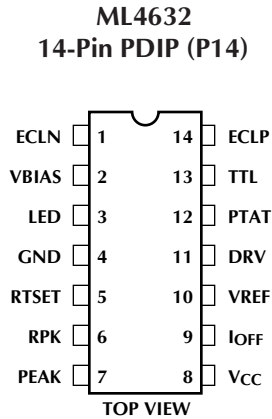 ML4632
14-Pin PDIP (P14)
ECLN 1 14 ECLP
VBIAS 2 13 TTL
LED 3 12 PTAT
GND 4 11 DRV
RTSET 5 10 VREF
RPK 6 9 IOFF
PEAK 7 8 VCC
TOP VIEW